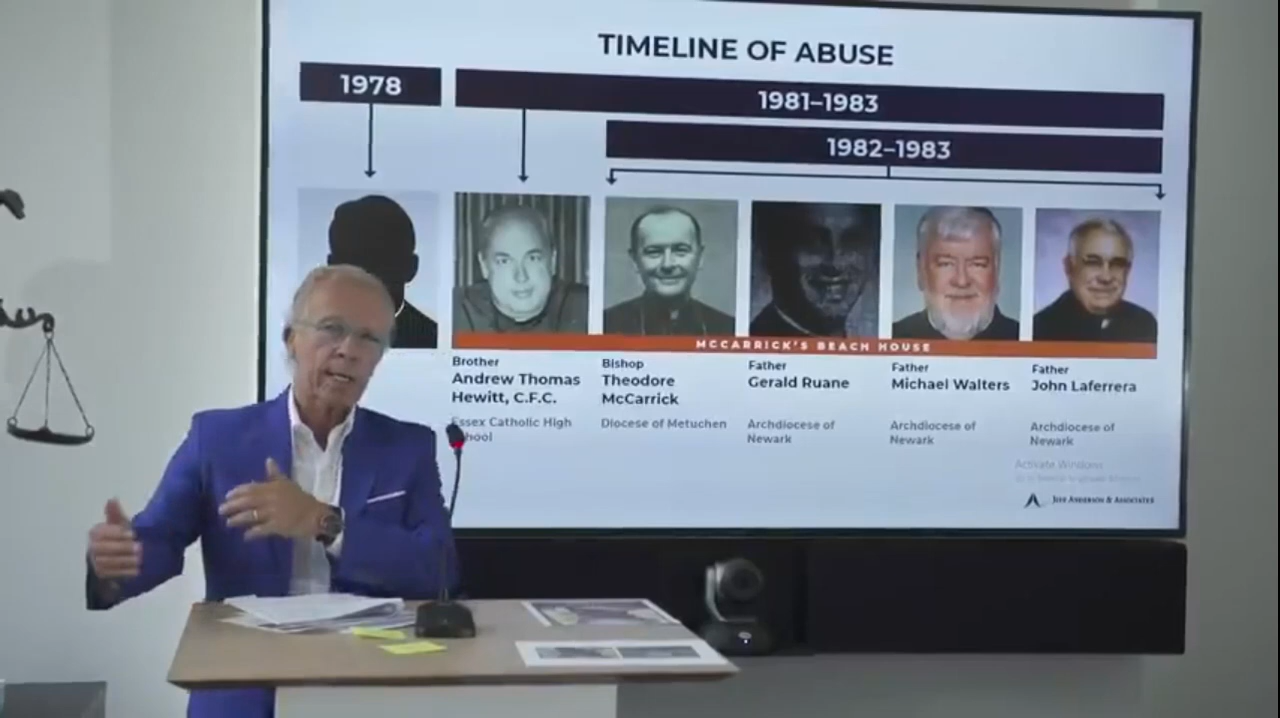 TIMELINE OF ABUSE
1978
1981–1983
1982–1983
MCCARRICK'S BEACH HOUSE
Brother
Andrew Thomas
Hewitt, C.F.C.
Essex Catholic High
School
Bishop
Theodore
McCarrick
Diocese of Metuchen
Father
Gerald Ruane
Archdiocese of
Newark
Father
Michael Walters
Archdiocese of
Newark
Father
John Laferrera
Archdiocese of
Newark
Activate Windows
JEFF ANDERSON & ASSOCIATES